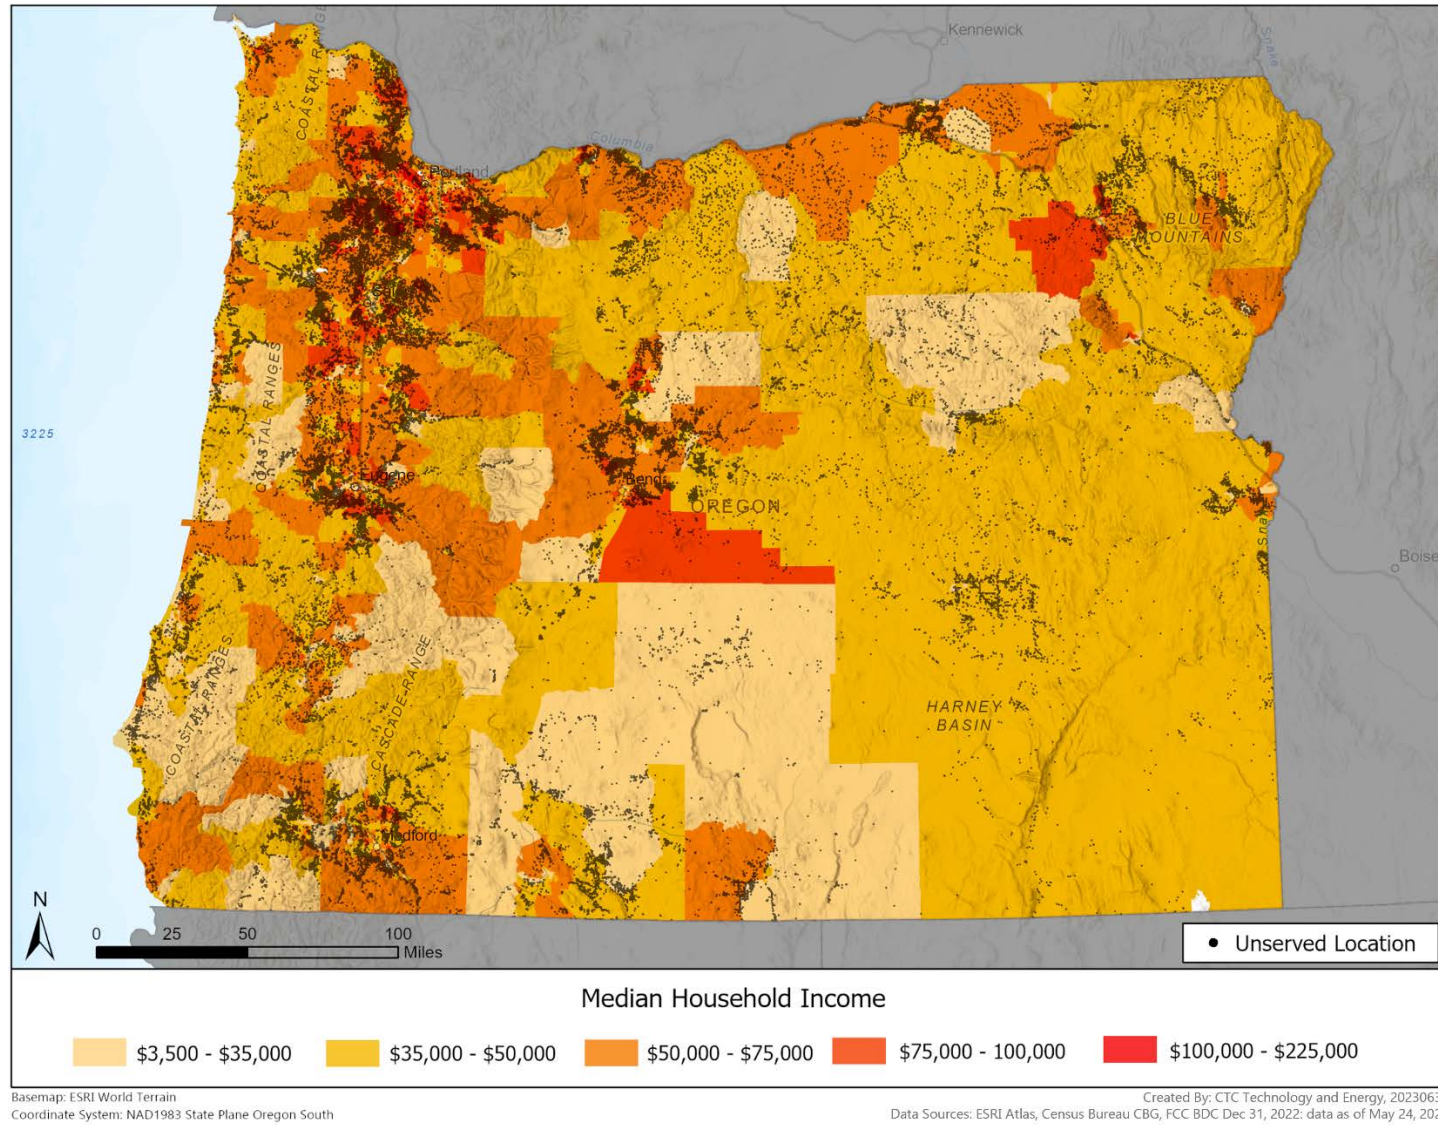 Kennewick
Snake
COASTAL RANGE
Columbia
Portland
BLUE
MOUNTAINS
COASTAL RANGES
3225
Eugene
Bend
OREGON
Boise
COASTAL RANGES
CASCADE RANGE
HARNEY
BASIN
Medford
N
0 25 50 100
Miles
• Unserved Location
Median Household Income
$3,500 - $35,000
$35,000 - $50,000
$50,000 - $75,000
$75,000 - 100,000
$100,000 - $225,000
Basemap: ESRI World Terrain
Coordinate System: NAD1983 State Plane Oregon South
Created By: CTC Technology and Energy, 2023063
Data Sources: ESRI Atlas, Census Bureau CBG, FCC BDC Dec 31, 2022: data as of May 24, 202